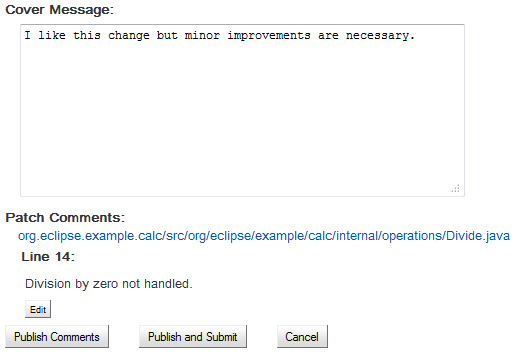 Cover Message:
I like this change but minor improvements are necessary.
Patch Comments:
org.eclipse.example.calc/src/org/eclipse/example/calc/internal/operations/Divide.java
Line 14:
Division by zero not handled.
Edit
Publish Comments Publish and Submit Cancel